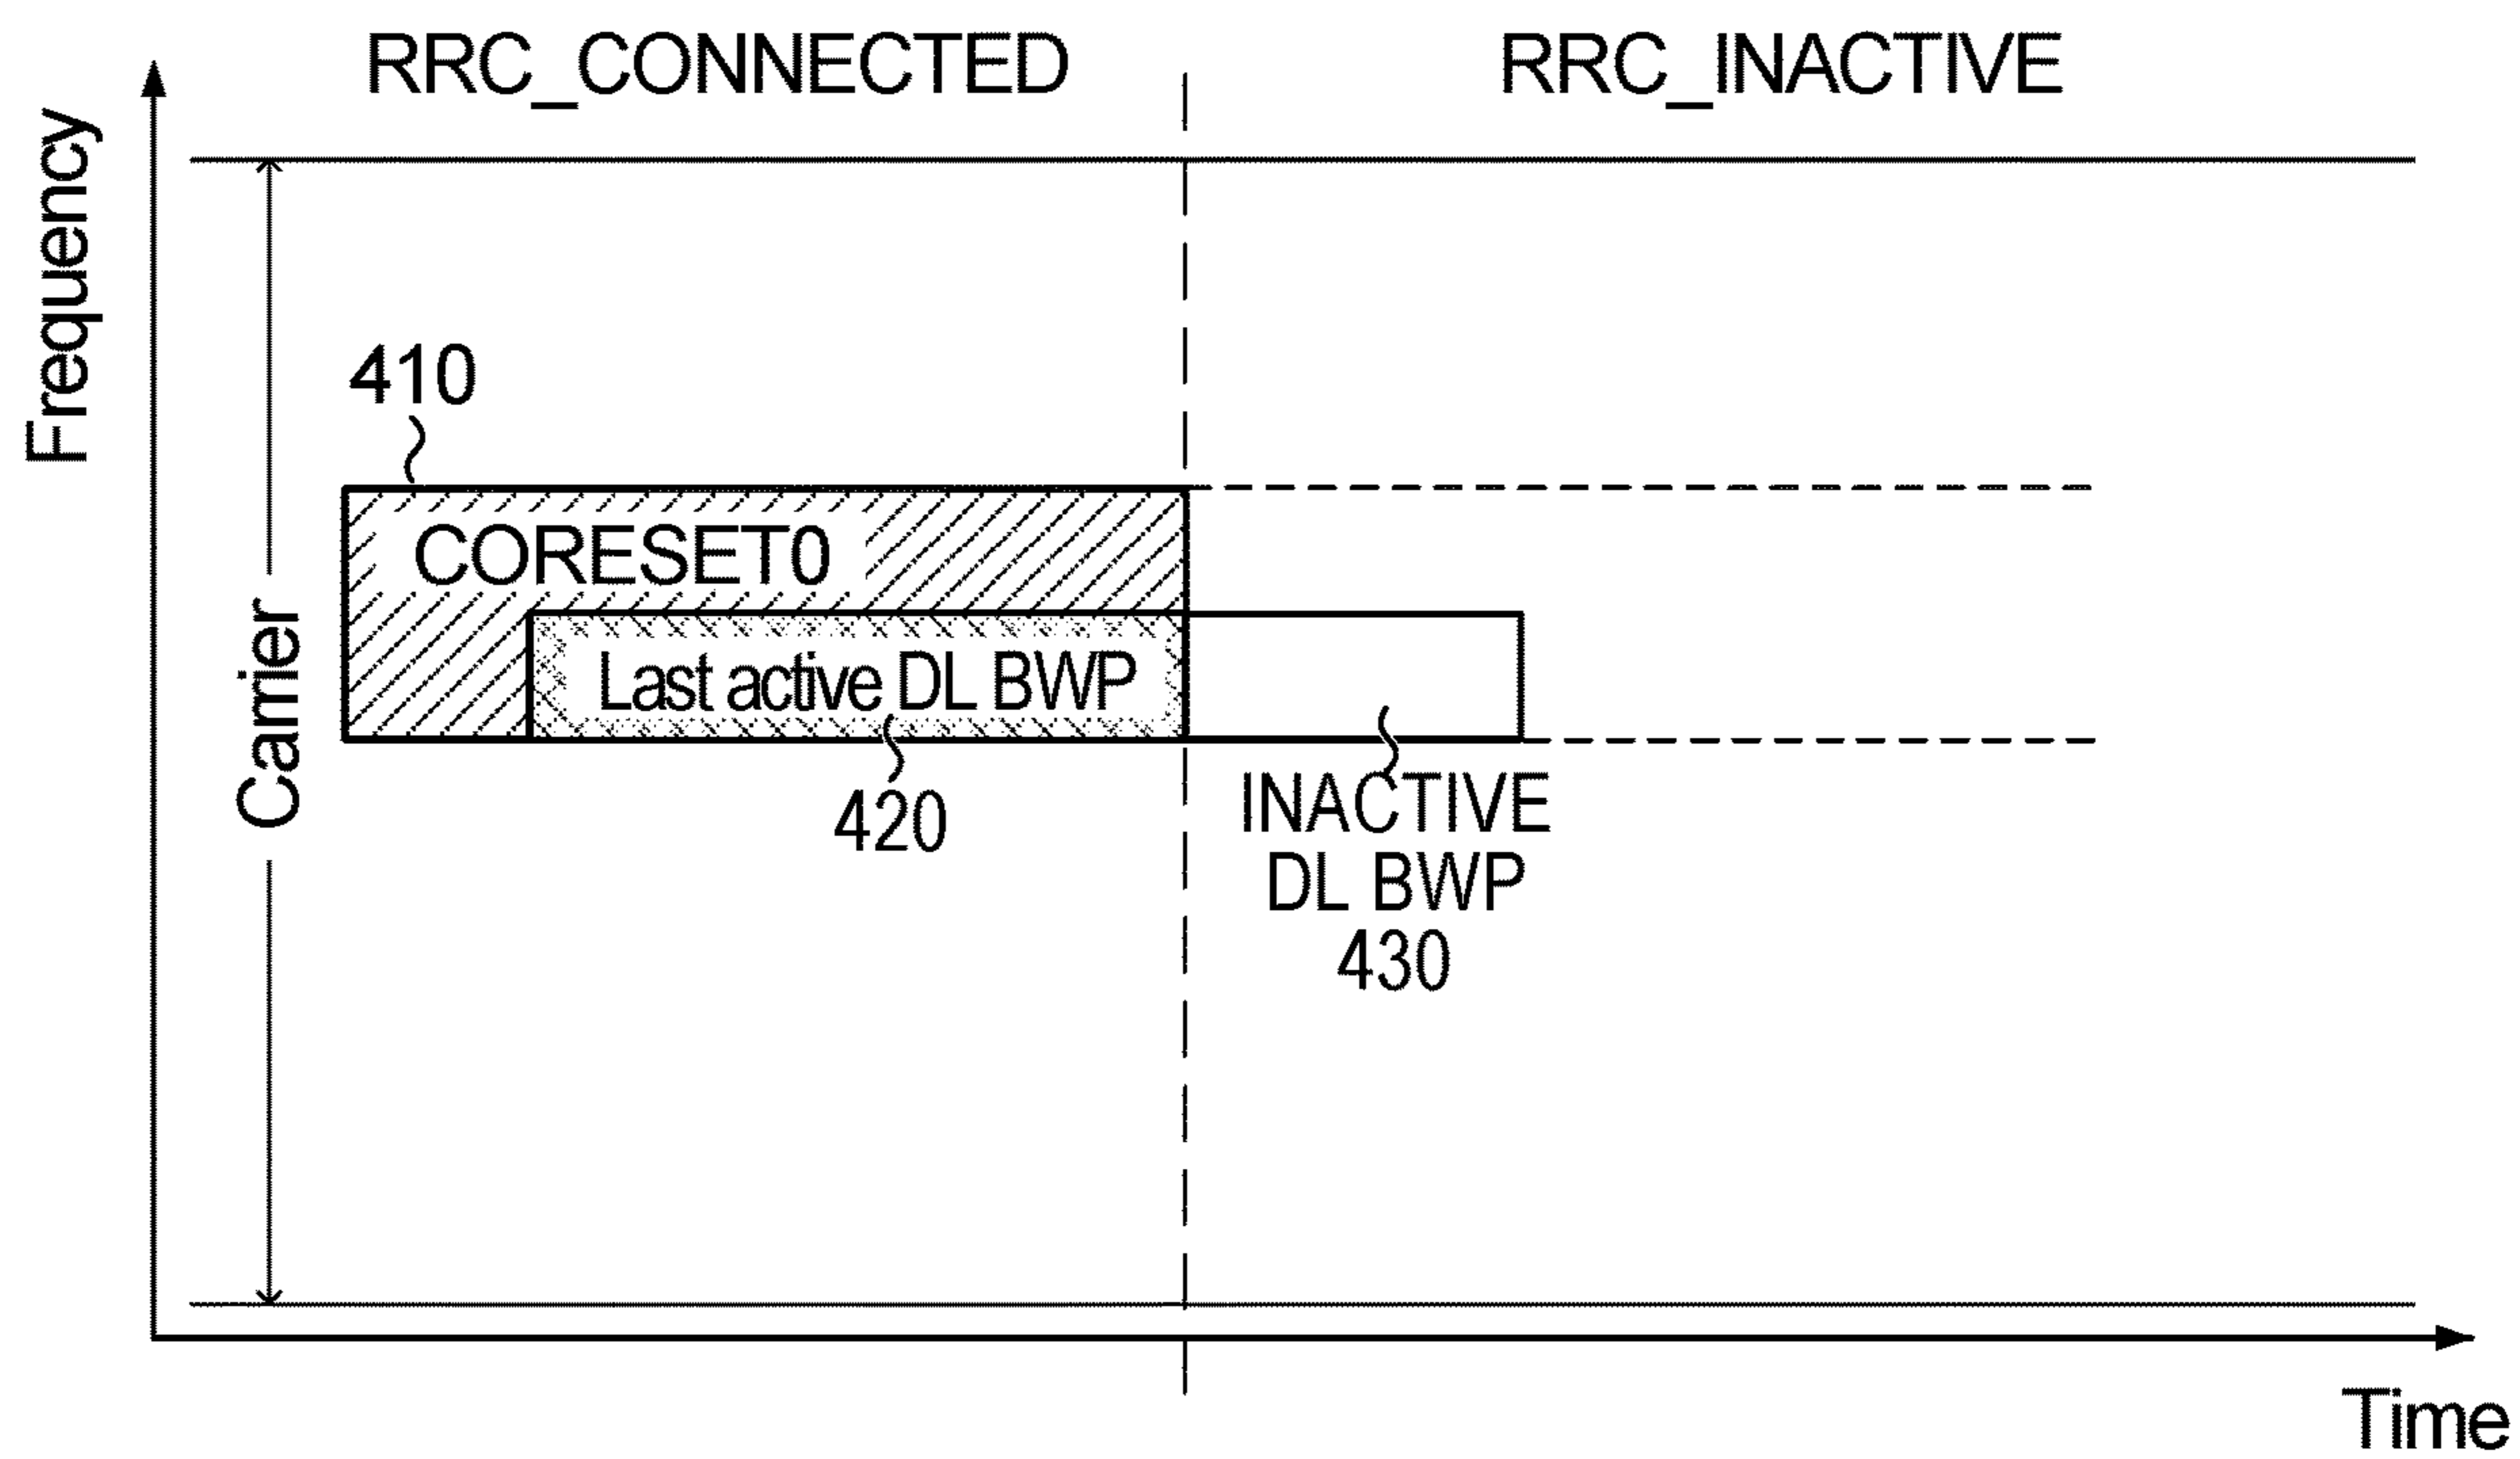 RRC_CONNECTED
RRC_INACTIVE
Frequency
410
CORESET0
Carrier
Last active DL BWP
420
INACTIVE
DL BWP
430
Time